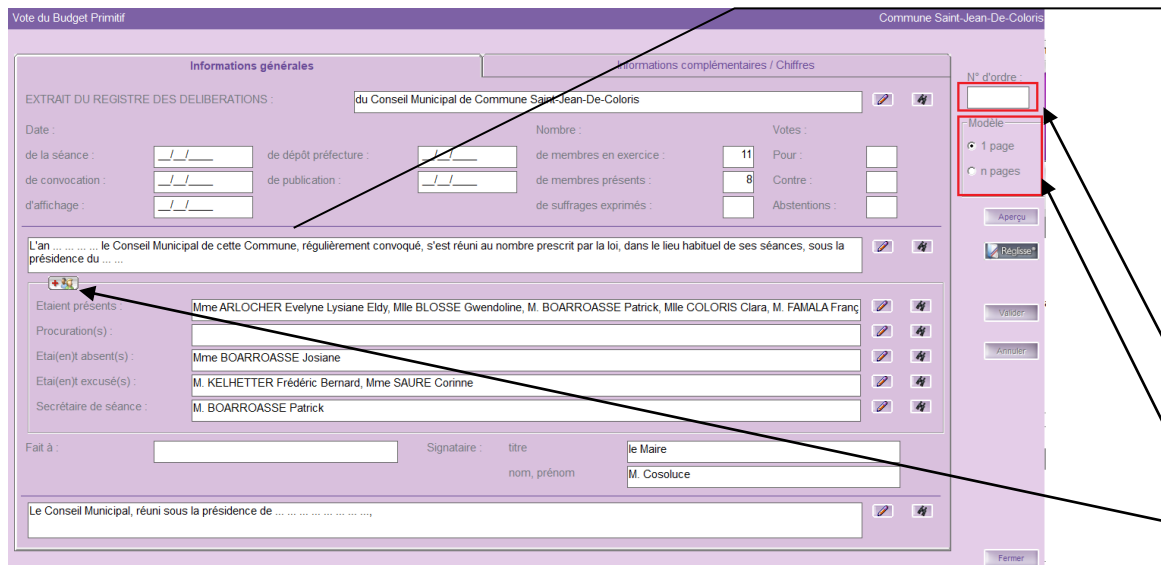 Vote du Budget Primitif Commune Saint-Jean-De-Coloris
Informations générales Informations complémentaires / Chiffres
N° d'ordre :
EXTRAIT DU REGISTRE DES DELIBERATIONS : du Conseil Municipal de Commune Saint-Jean-De-Coloris
Date : Nombre : Votes :
Modèle
de la séance : __/__/____ de dépôt préfecture : __/__/____ de membres en exercice : 11 Pour :
1 page
de convocation : __/__/____ de publication : __/__/____ de membres présents : 8 Contre :
n pages
d'affichage : __/__/____ de suffrages exprimés : Abstentions :
Aperçu
L'an ... ... ... ... le Conseil Municipal de cette Commune, régulièrement convoqué, s'est réuni au nombre prescrit par la loi, dans le lieu habituel de ses séances, sous la
présidence du ... ...
Réglisse*
Etaient présents : Mme ARLOCHER Evelyne Lysiane Eldy, Mlle BLOSSE Gwendoline, M. BOARROASSE Patrick, Mlle COLORIS Clara, M. FAMALA Franç
Valider
Procuration(s) :
Etai(en)t absent(s) : Mme BOARROASSE Josiane
Annuler
Etai(en)t excusé(s) : M. KELHETTER Frédéric Bernard, Mme SAURE Corinne
Secrétaire de séance : M. BOARROASSE Patrick
Fait à : Signataire : titre le Maire
nom, prénom M. Cosoluce
Le Conseil Municipal, réuni sous la présidence de ... ... ... ... ... ... ... ...,
Fermer